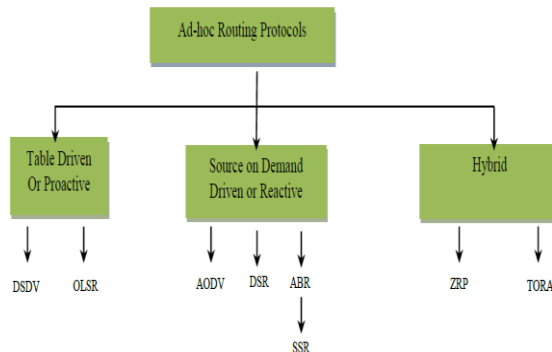 Ad-hoc Routing Protocols
Table Driven
Or Proactive
Source on Demand
Driven or Reactive
Hybrid
DSDV
OLSR
AODV
DSR
ABR
ZRP
TORA
SSR